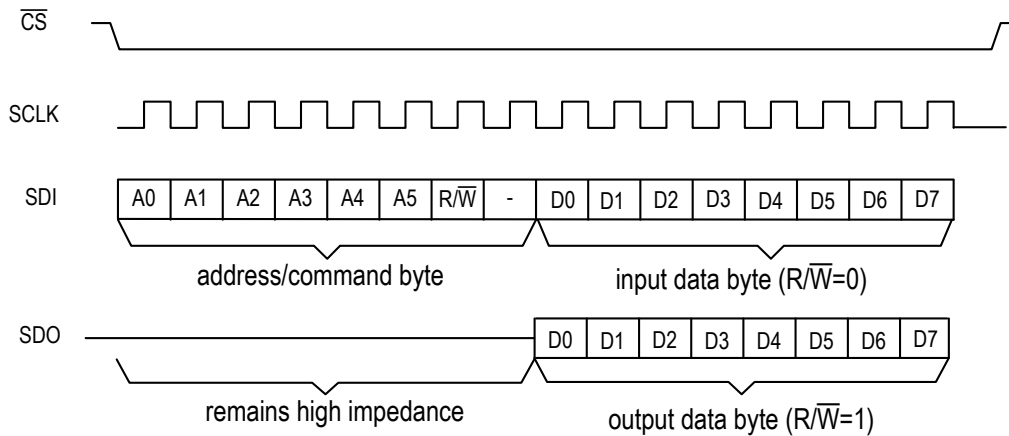 C̅S̅
SCLK
SDI A0 A1 A2 A3 A4 A5 R/W̅ - D0 D1 D2 D3 D4 D5 D6 D7
address/command byte input data byte (R/W̅=0)
SDO D0 D1 D2 D3 D4 D5 D6 D7
remains high impedance output data byte (R/W̅=1)